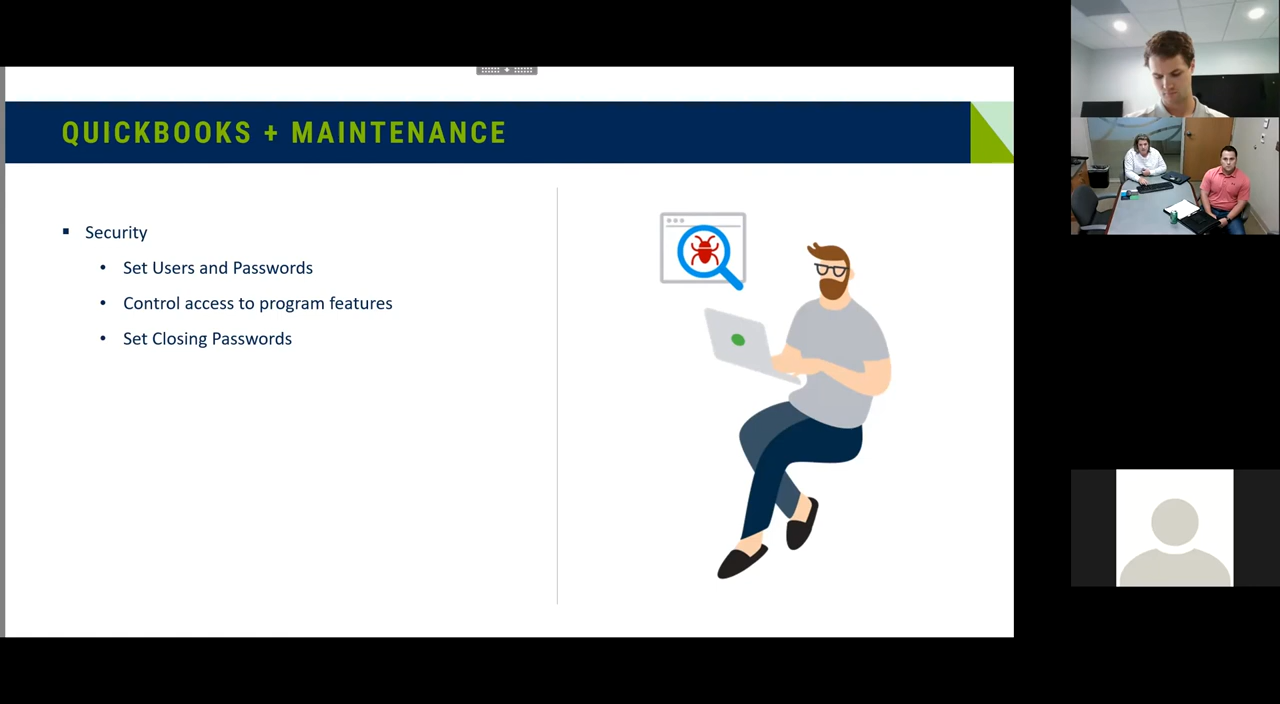 QUICKBOOKS + MAINTENANCE
Security
Set Users and Passwords
Control access to program features
Set Closing Passwords